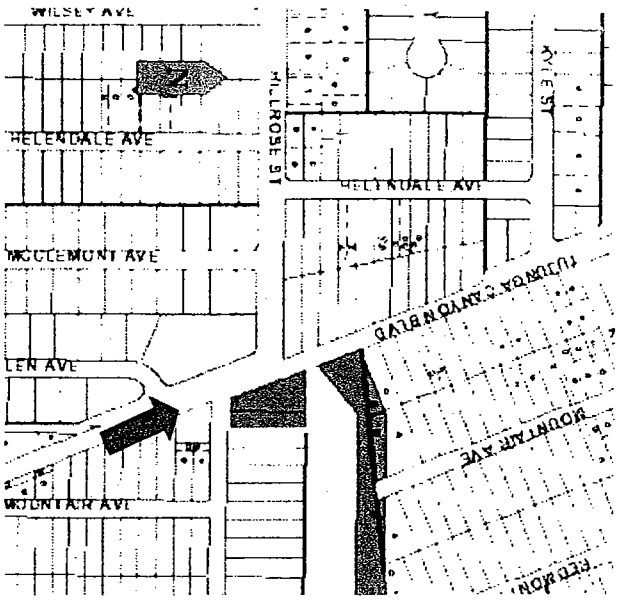 WILSEY AVE
HELENDALE AVE
HILLROSE ST
KYLE ST
HELENDALE AVE
MCCLEMONT AVE
TUJUNGA CANYON BLVD
LEN AVE
MOUNTAIR AVE
MOUNTAIR AVE
REDMON